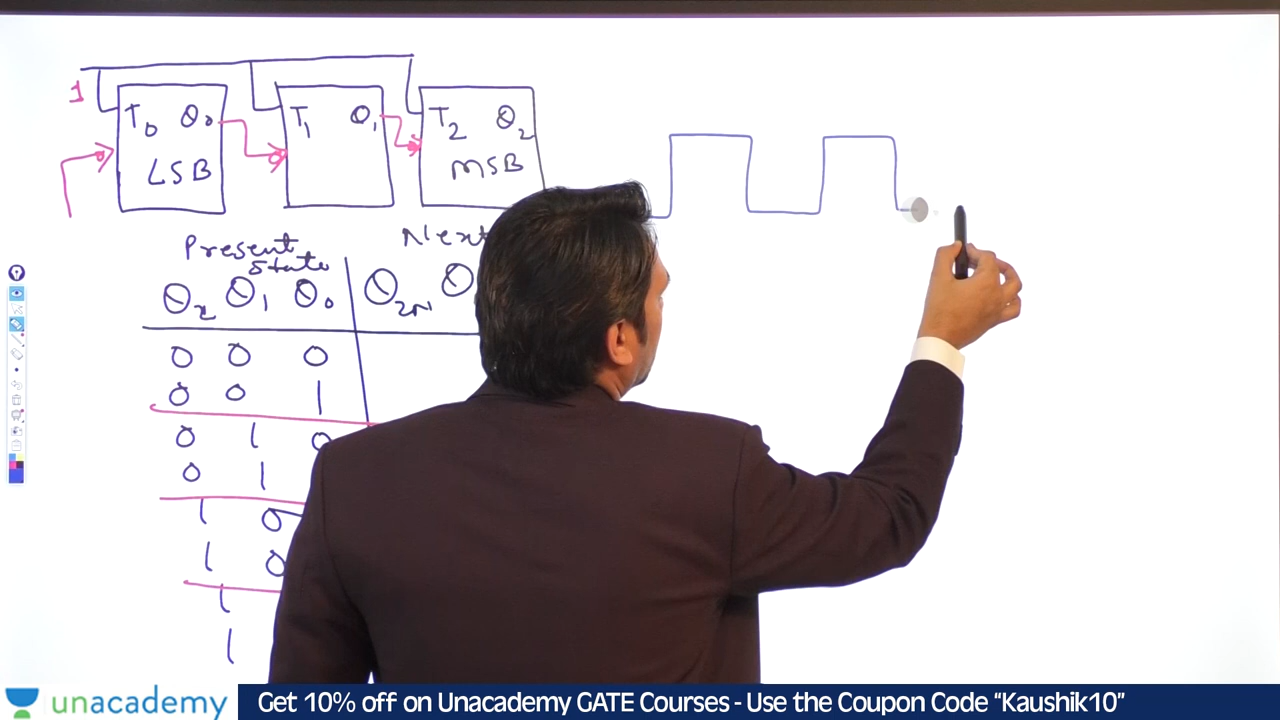 1
T0 Q0 T1 Q1 T2 Q2
LSB MSB
Present Next
State
Q2 Q1 Q0 Q2N Q
0 0 0
0 0 1
0 1 0
0 1
1 0
1 0
1
1
unacademy Get 10% off on Unacademy GATE Courses - Use the Coupon Code “Kaushik10”